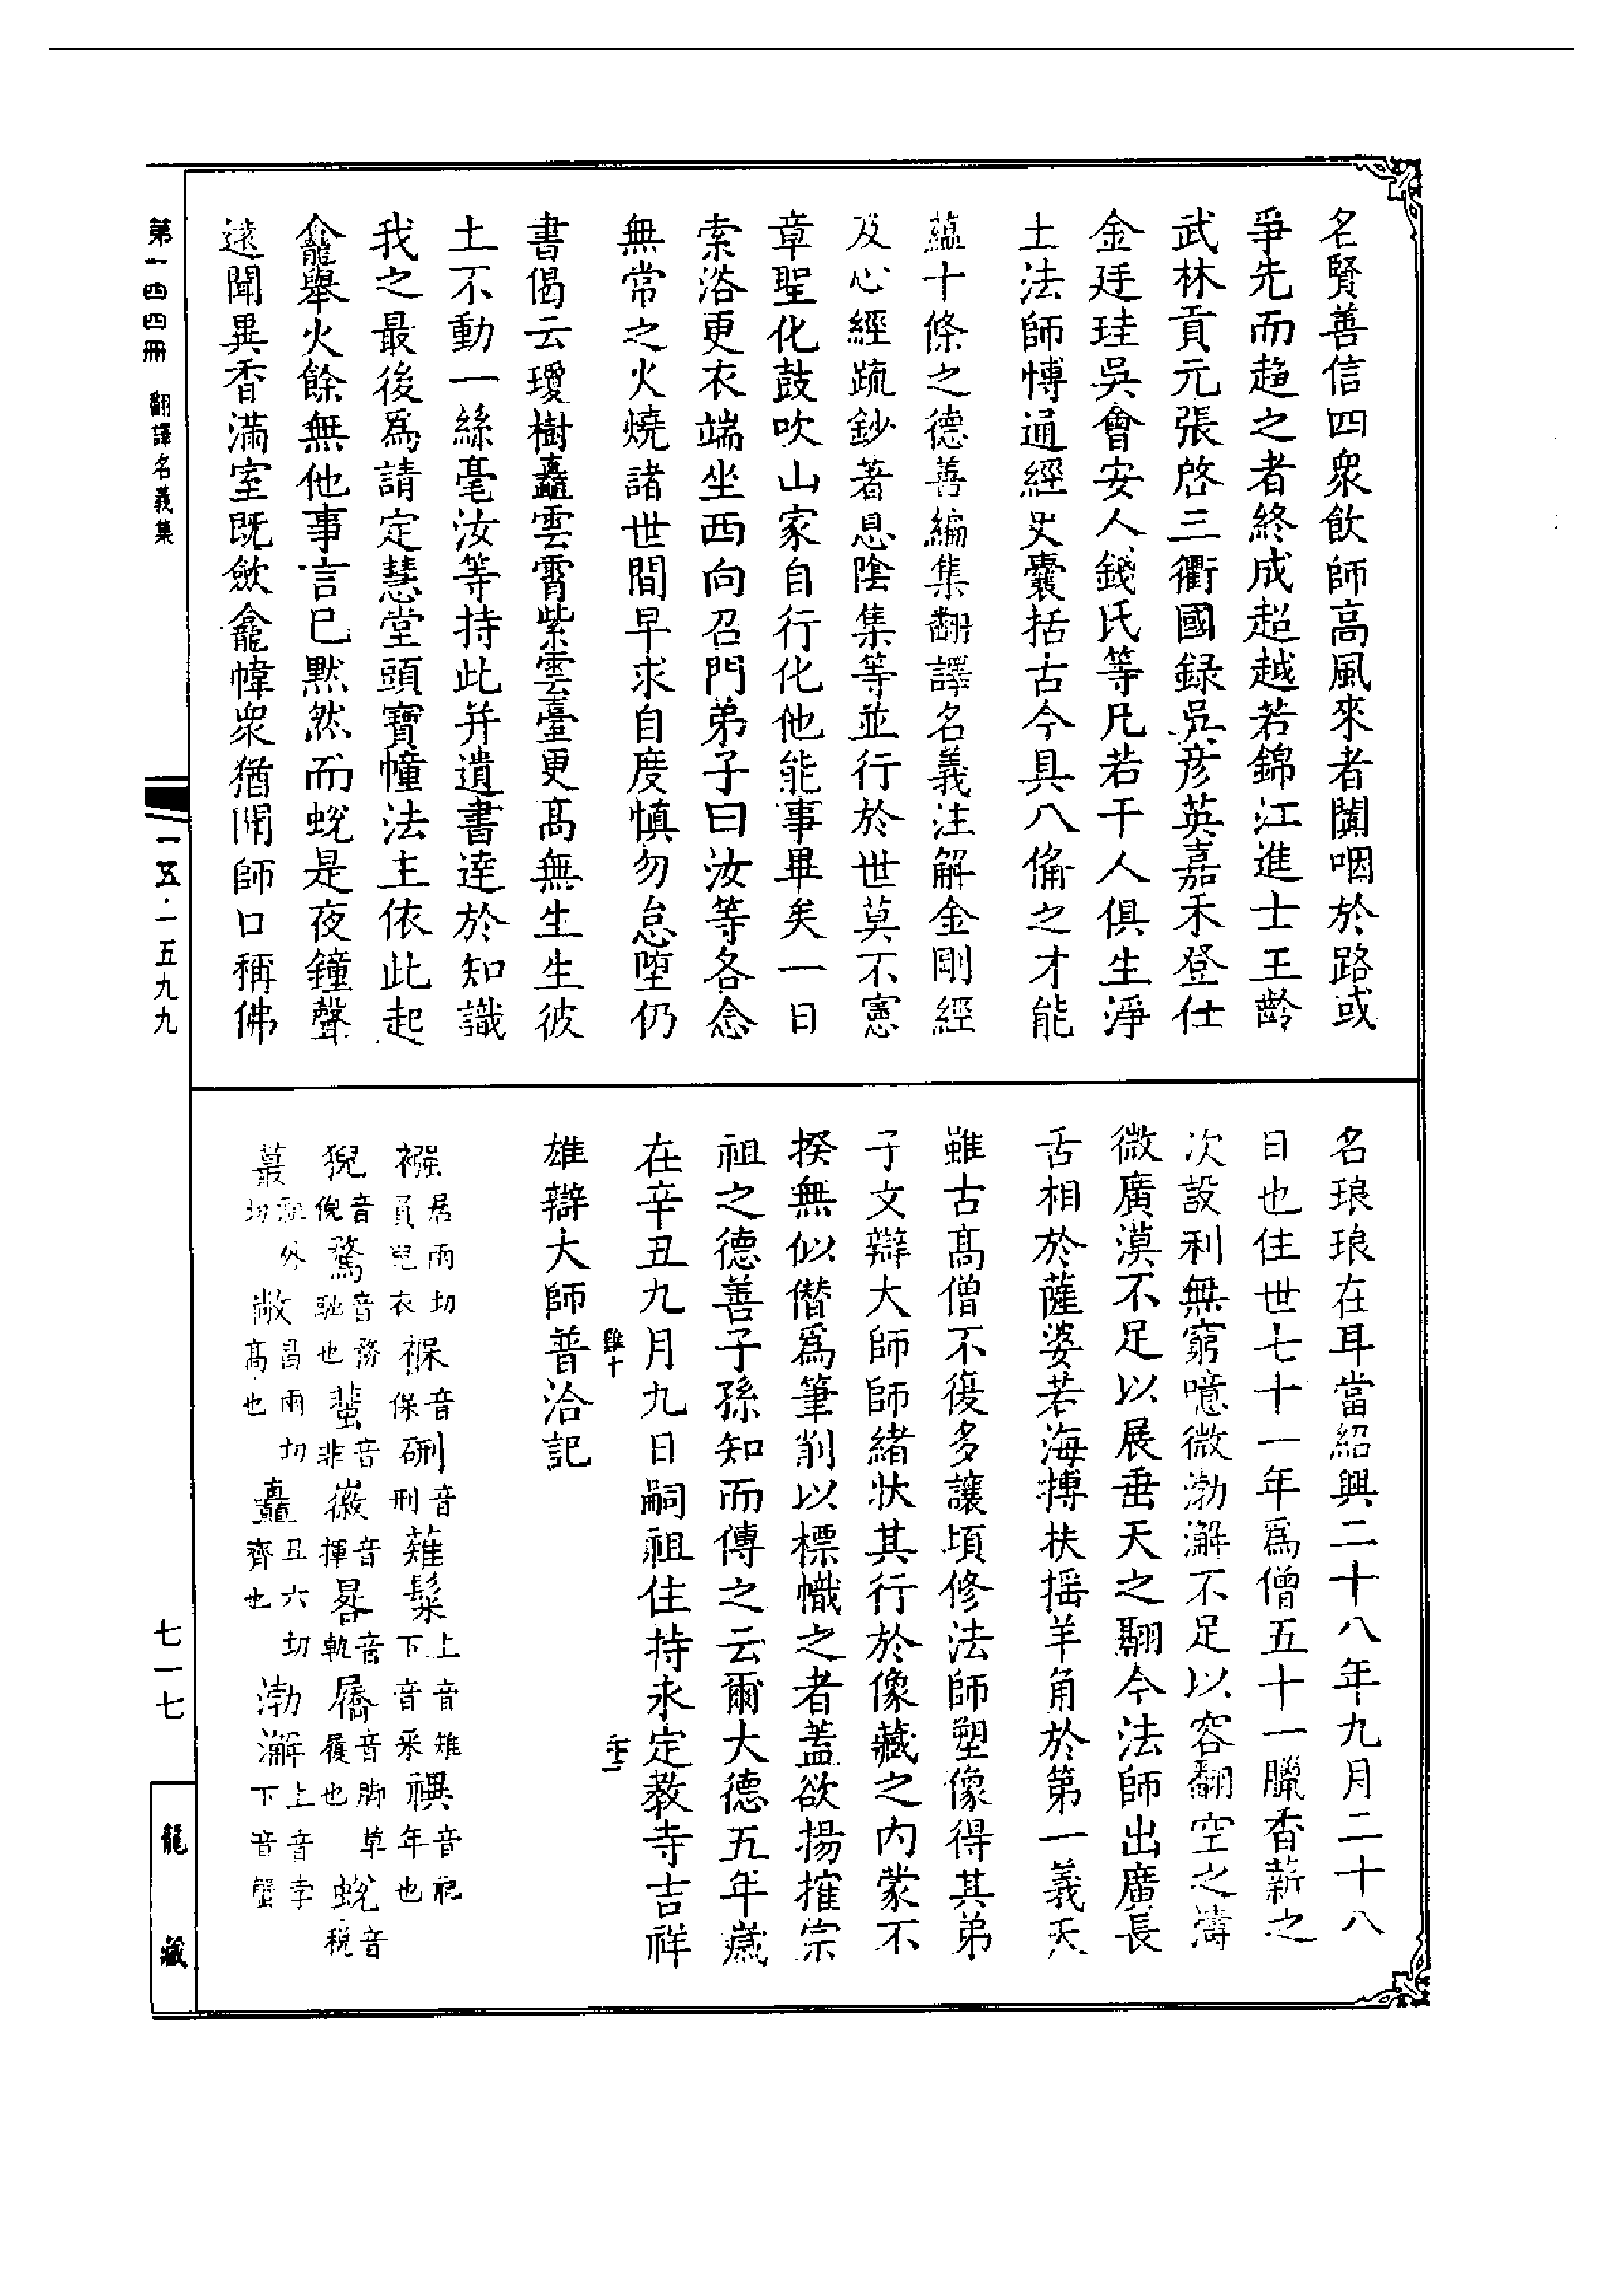 名賢善信四衆飲師高風來者闐咽於路或
爭先而趨之者終成超越若錦江進士王齡
武林貢元張啓三衢國録吳彥英嘉禾登仕
金廷珪吳會安人錢氏等凡若干人俱生淨
土法師博通經史囊括古今具八俻之才能
蘊十條之德善編集翻譯名義注解金剛經
及心經疏鈔著息陰集等並行於世莫不憲
章聖化鼓吹山家自行化他能事畢矣一日
索浴更衣端坐西向召門弟子曰汝等各念
無常之火燒諸世間早求自度慎勿怠墮仍
書偈云瓊樹矗雲霄紫雲臺更髙無生生彼
土不動一絲毫汝等持此并遺書達於知識
我之最後爲請定慧堂頭寶幢法主依此起
龕舉火餘無他事言已默然而蛻是夜鐘聲
遠聞異香滿室既斂龕幃衆猶聞師口稱佛
名琅琅在耳當紹興二十八年九月二十八
日也住世七十一年爲僧五十一臘香薪之
次設利無窮噫微渤澥不足以容翻空之濤
微廣漠不足以展垂天之翮今法師出廣長
舌相於薩婆若海摶扶搖羊角於第一義天
雖古髙僧不復多讓頃修法師塑像得其弟
子文辯大師師緒狀其行於像藏之内蒙不
揆無似僭爲筆削以標幟之者蓋欲揚搉宗
祖之德善子孫知而傳之云爾大德五年歲
在辛丑九月九日嗣祖住持永定教寺吉祥
雄辯大師普洽記
襁居兩切負兒衣褓音保硎音刑薙髮上音雉下音釆禩音祀年也
猊音倪騖音務馳也蜚音非徽音揮晷音軌屩音脚草履也蛻音税
蕞切外敞昌兩切髙也矗丑六切齊也渤澥上音孛下音蟹
第一四四冊 翻譯名義集
一五·一五九九
七一七
龍藏